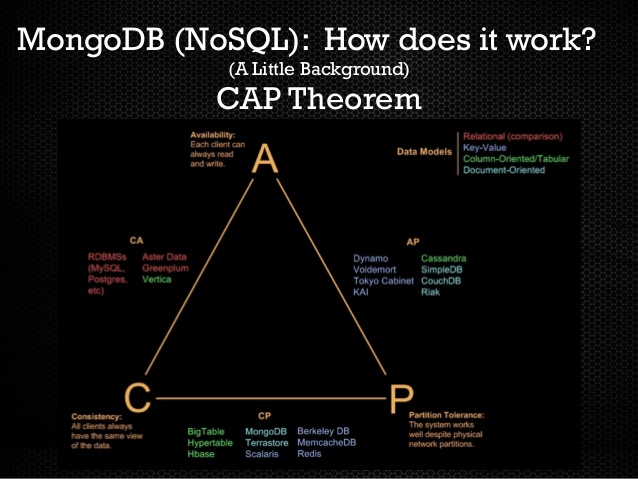 MongoDB (NoSQL): How does it work?
(A Little Background)
CAP Theorem
Availability:
Each client can
always read
and write.
A
Data Models
Relational (comparison)
Key-Value
Column-Oriented/Tabular
Document-Oriented
CA
RDBMSs
(MySQL,
Postgres,
etc)
Aster Data
Greenplum
Vertica
AP
Dynamo
Voldemort
Tokyo Cabinet
KAI
Cassandra
SimpleDB
CouchDB
Riak
C
P
Consistency:
All clients always
have the same view
of the data.
CP
BigTable
Hypertable
Hbase
MongoDB
Terrastore
Scalaris
Berkeley DB
MemcacheDB
Redis
Partition Tolerance:
The system works
well despite physical
network partitions.